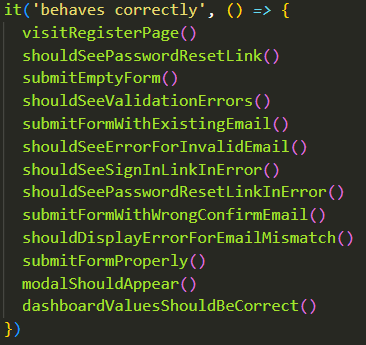 it('behaves correctly', () => {
visitRegisterPage()
shouldSeePasswordResetLink()
submitEmptyForm()
shouldSeeValidationErrors()
submitFormWithExistingEmail()
shouldSeeErrorForInvalidEmail()
shouldSeeSignInLinkInError()
shouldSeePasswordResetLinkInError()
submitFormWithWrongConfirmEmail()
shouldDisplayErrorForEmailMismatch()
submitFormProperly()
modalShouldAppear()
dashboardValuesShouldBeCorrect()
})